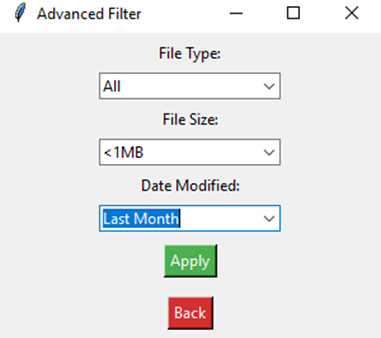 Advanced Filter
File Type:
All
File Size:
<1MB
Date Modified:
Last Month
Apply
Back